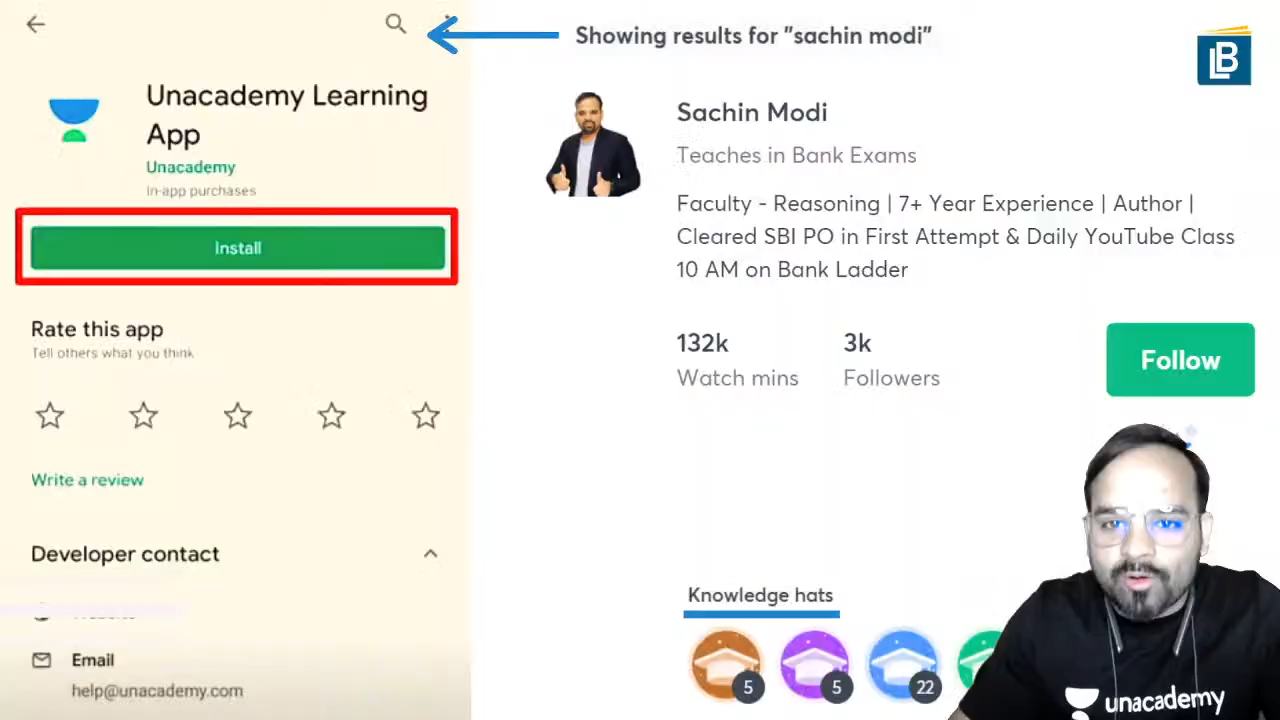 Unacademy Learning
App
Unacademy
In-app purchases
Install
Rate this app
Tell others what you think
Write a review
Developer contact
Email
help@unacademy.com
Showing results for "sachin modi"
LB
Sachin Modi
Teaches in Bank Exams
Faculty - Reasoning | 7+ Year Experience | Author |
Cleared SBI PO in First Attempt & Daily YouTube Class
10 AM on Bank Ladder
132k
Watch mins
3k
Followers
Follow
Knowledge hats
5
5
22
unacademy